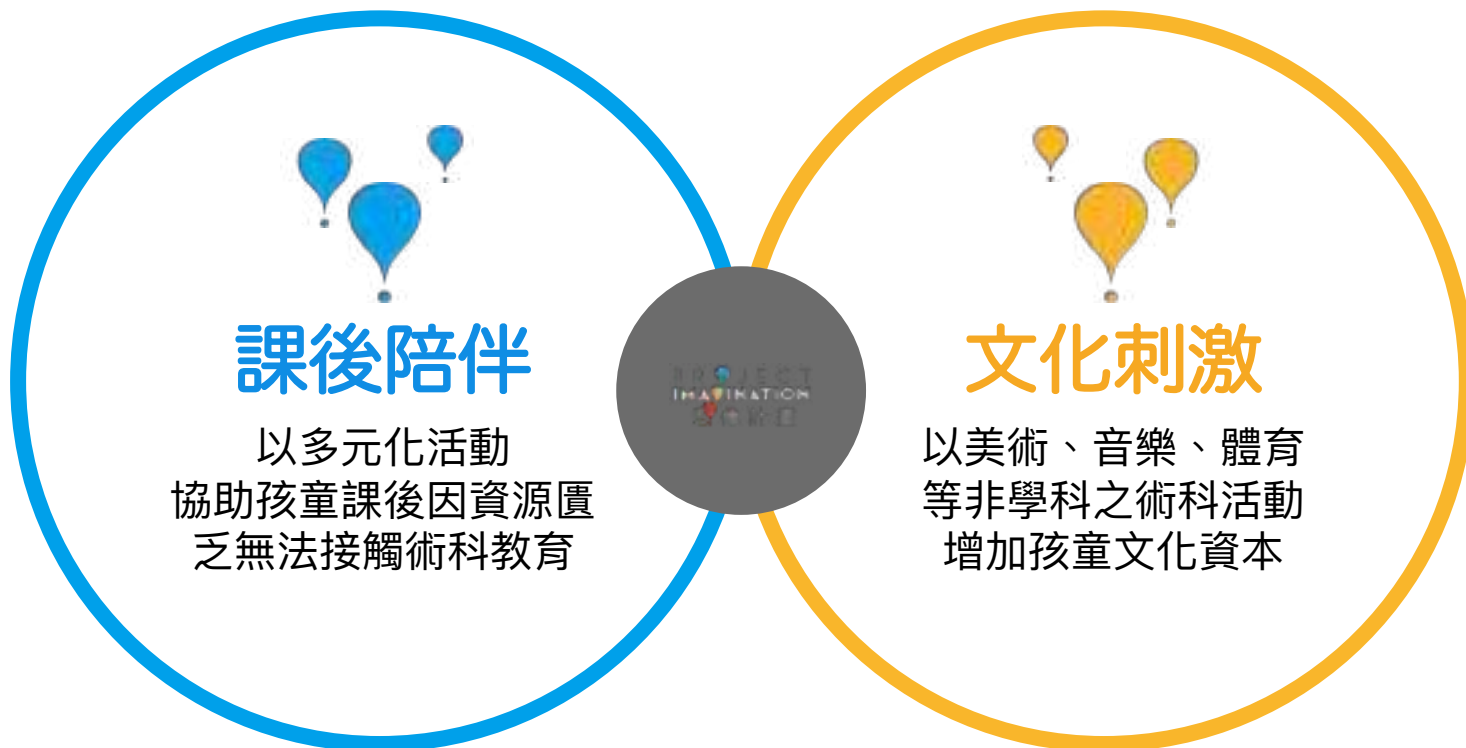 課後陪伴
以多元化活動
協助孩童課後因資源匱
乏無法接觸術科教育
PROJECT
IMAGINATION
文化刺激
以美術、音樂、體育
等非學科之術科活動
增加孩童文化資本